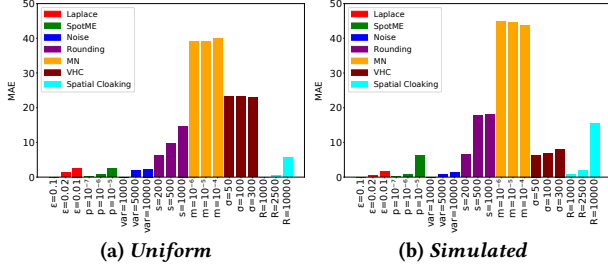 50
40
30
20
10
0
MAE
Laplace
SpotME
Noise
Rounding
MN
VHC
Spatial Cloaking
ε=0.1
ε=0.02
ε=0.01
p=10⁻⁷
p=10⁻⁶
p=10⁻⁵
var=1000
var=5000
var=10000
s=200
s=500
s=1000
m=10⁻⁶
m=10⁻⁵
m=10⁻⁴
σ=50
σ=100
σ=300
R=1000
R=2500
R=10000
(a) Uniform
50
40
30
20
10
0
MAE
Laplace
SpotME
Noise
Rounding
MN
VHC
Spatial Cloaking
ε=0.1
ε=0.02
ε=0.01
p=10⁻⁷
p=10⁻⁶
p=10⁻⁵
var=1000
var=5000
var=10000
s=200
s=500
s=1000
m=10⁻⁶
m=10⁻⁵
m=10⁻⁴
σ=50
σ=100
σ=300
R=1000
R=2500
R=10000
(b) Simulated